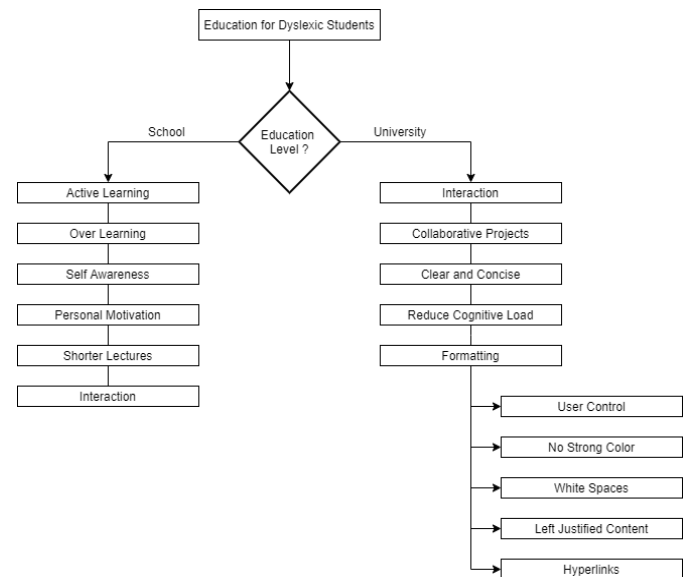 Education for Dyslexic Students
Education
Level ?
School
University
Active Learning
Over Learning
Self Awareness
Personal Motivation
Shorter Lectures
Interaction
Interaction
Collaborative Projects
Clear and Concise
Reduce Cognitive Load
Formatting
User Control
No Strong Color
White Spaces
Left Justified Content
Hyperlinks